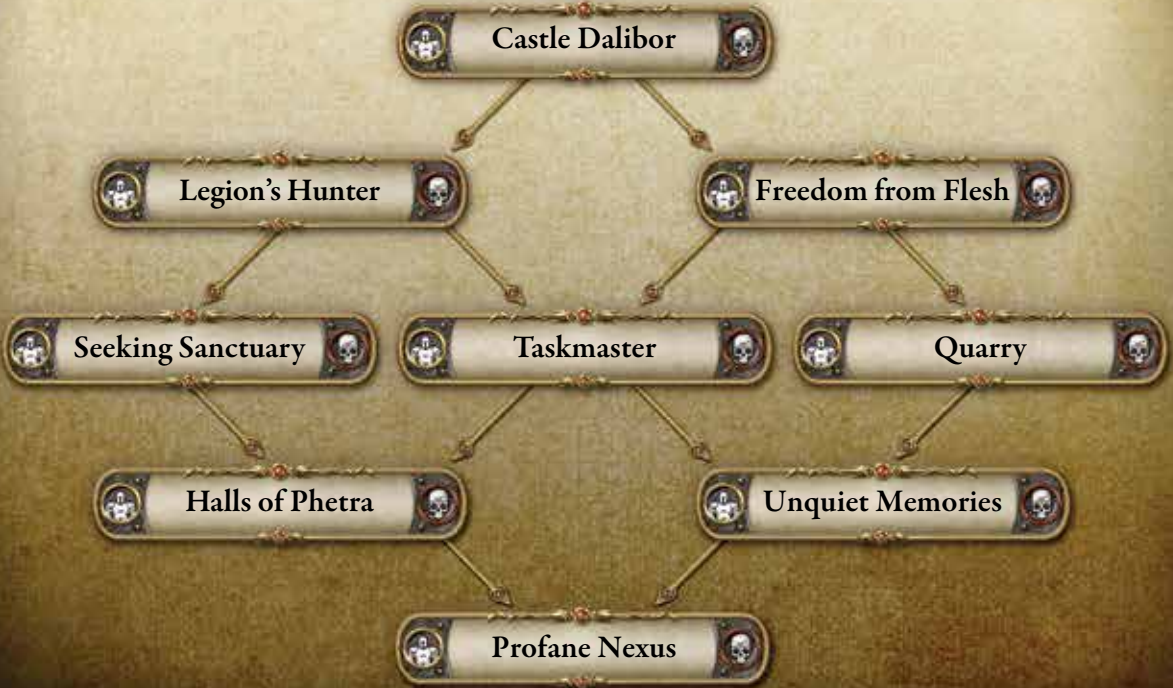 Castle Dalibor
Legion's Hunter
Freedom from Flesh
Seeking Sanctuary
Taskmaster
Quarry
Halls of Phetra
Unquiet Memories
Profane Nexus